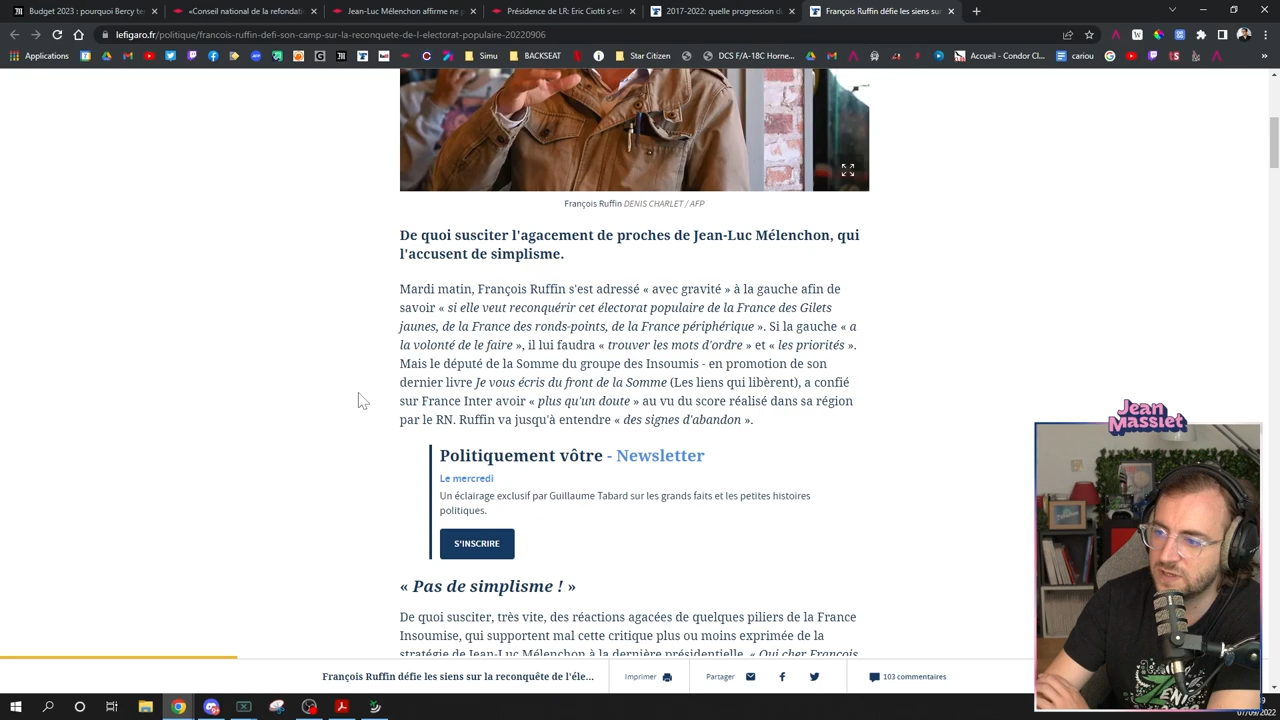 Budget 2023 : pourquoi Bercy ter
«Conseil national de la refondati
Jean-Luc Mélenchon affirme ne p
Présidence de LR: Eric Ciotti s'est
2017-2022: un quinquennat de
François Ruffin défie les siens sur
lefigaro.fr/politique/francois-ruffin-defi-son-camp-sur-la-reconquete-de-l-electorat-populaire-20220906
Applications
Simu
BACKSEAT
Star Citizen
DCS F/A-18C Horne...
Accueil - Condor Cl...
cariou
François Ruffin DENIS CHARLET / AFP
De quoi susciter l'agacement de proches de Jean-Luc Mélenchon, qui
l'accusent de simplisme.
Mardi matin, François Ruffin s'est adressé « avec gravité » à la gauche afin de
savoir « si elle veut reconquérir cet électorat populaire de la France des Gilets
jaunes, de la France des ronds-points, de la France périphérique ». Si la gauche « a
la volonté de le faire », il lui faudra « trouver les mots d'ordre » et « les priorités ».
Mais le député de la Somme du groupe des Insoumis - en promotion de son
dernier livre Je vous écris du front de la Somme (Les liens qui libèrent), a confié
sur France Inter avoir « plus qu'un doute » au vu du score réalisé dans sa région
par le RN. Ruffin va jusqu'à entendre « des signes d'abandon ».
Politiquement vôtre - Newsletter
Le mercredi
Un éclairage exclusif par Guillaume Tabard sur les grands faits et les petites histoires
politiques.
S'INSCRIRE
« Pas de simplisme ! »
De quoi susciter, très vite, des réactions agacées de quelques piliers de la France
Insoumise, qui supportent mal cette critique plus ou moins exprimée de la
stratégie de Jean-Luc Mélenchon à la dernière présidentielle. « Oui cher François
François Ruffin défie les siens sur la reconquête de l'éle...
Imprimer
Partager
103 commentaires
Jean
Massiet
07/09/2022